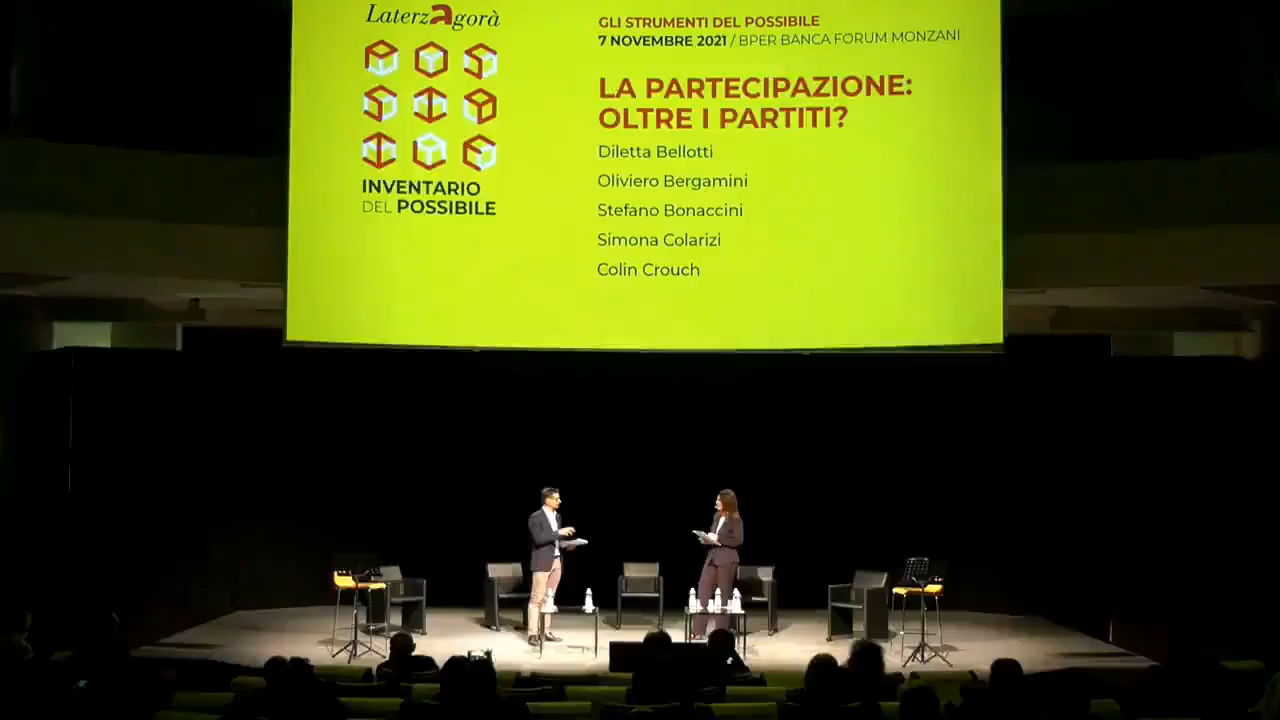 LaterzAgorà
INVENTARIO
DEL POSSIBILE
GLI STRUMENTI DEL POSSIBILE
7 NOVEMBRE 2021 / BPER BANCA FORUM MONZANI
LA PARTECIPAZIONE:
OLTRE I PARTITI?
Diletta Bellotti
Oliviero Bergamini
Stefano Bonaccini
Simona Colarizi
Colin Crouch